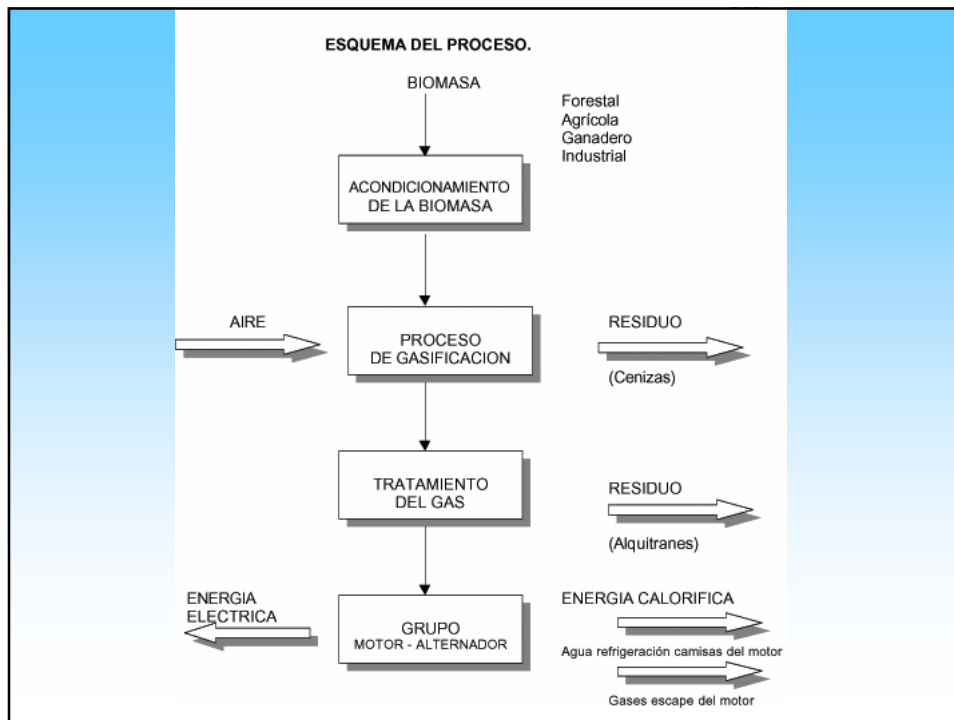 ESQUEMA DEL PROCESO.
BIOMASA
Forestal
Agrícola
Ganadero
Industrial
ACONDICIONAMIENTO
DE LA BIOMASA
AIRE
PROCESO
DE GASIFICACION
RESIDUO
(Cenizas)
TRATAMIENTO
DEL GAS
RESIDUO
(Alquitranes)
ENERGIA
ELECTRICA
GRUPO
MOTOR - ALTERNADOR
ENERGIA CALORIFICA
Agua refrigeración camisas del motor
Gases escape del motor